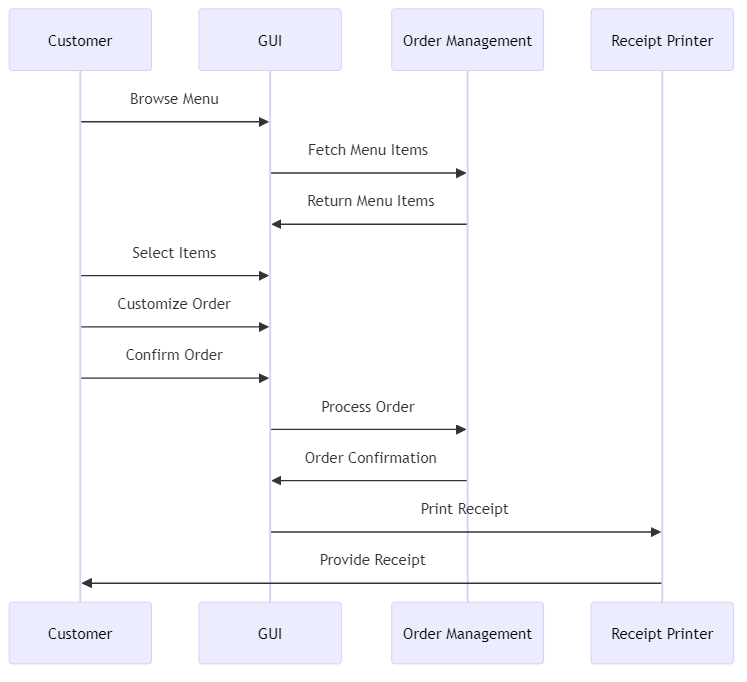 Customer
GUI
Order Management
Receipt Printer
Browse Menu
Fetch Menu Items
Return Menu Items
Select Items
Customize Order
Confirm Order
Process Order
Order Confirmation
Print Receipt
Provide Receipt
Customer
GUI
Order Management
Receipt Printer